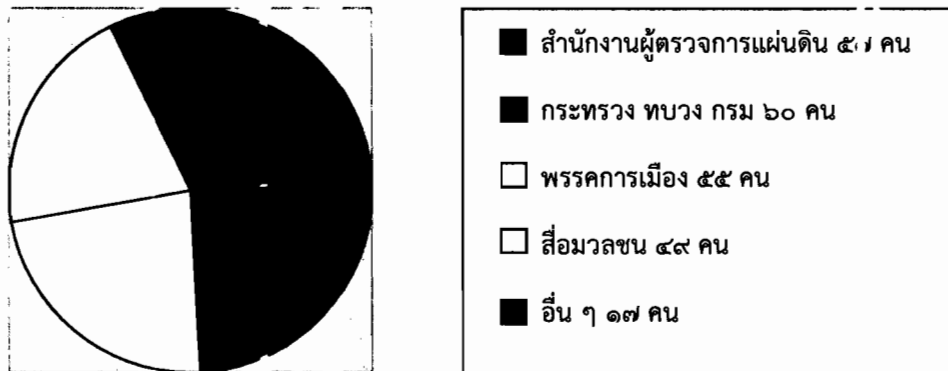 สำนักงานผู้ตรวจการแผ่นดิน คน
กระทรวง ทบวง กรม ๖๐ คน
พรรคการเมือง ๕๕ คน
สื่อมวลชน ๔๙ คน
อื่น ๆ ๑๗ คน